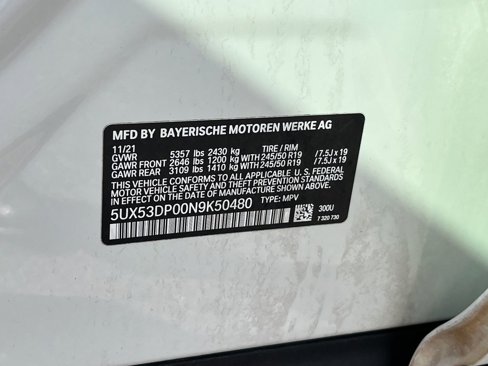 MFD BY BAYERISCHE MOTOREN WERKE AG
11/21 TIRE / RIM
GVWR 5357 lbs 2430 kg
GAWR FRONT 2646 lbs 1200 kg WITH 245/50 R19 /7.5J x 19
GAWR REAR 3109 lbs 1410 kg WITH 245/50 R19 /7.5J x 19
THIS VEHICLE CONFORMS TO ALL APPLICABLE U.S. FEDERAL
MOTOR VEHICLE SAFETY AND THEFT PREVENTION STANDARDS
IN EFFECT ON THE DATE OF MANUFACTURE SHOWN ABOVE.
5UX53DP00N9K50480 TYPE: MPV
300U
7 320 730